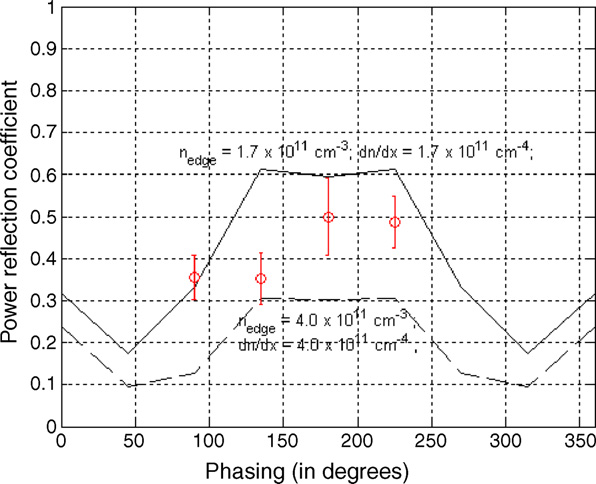 1
0.9
0.8
0.7
n_edge = 1.7 x 10^11 cm^-3; dn/dx = 1.7 x 10^11 cm^-4;
0.6
0.5
0.4
0.3
n_edge = 4.0 x 10^11 cm^-3;
dn/dx = 4.0 x 10^11 cm^-4;
0.2
0.1
0
0 50 100 150 200 250 300 350
Phasing (in degrees)
Power reflection coefficient